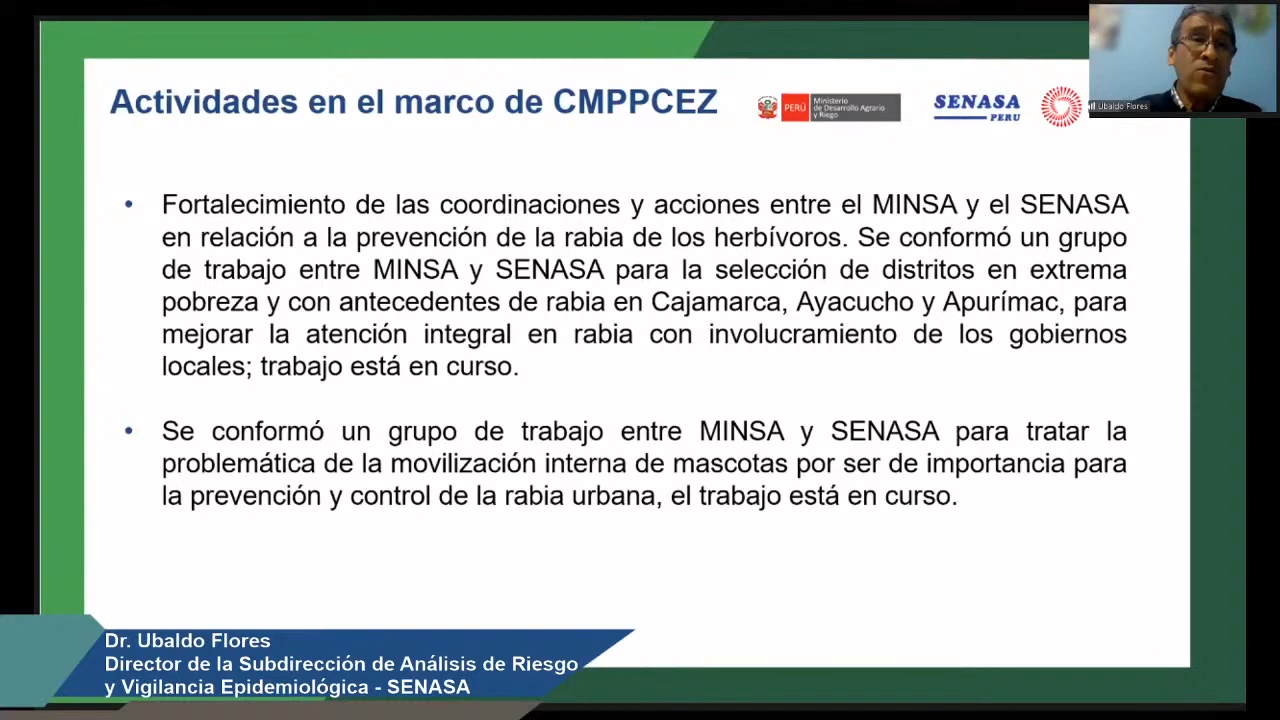 Actividades en el marco de CMPPCEZ
PERÚ
Ministerio
de Desarrollo Agrario
y Riego
SENASA
PERU
Ubaldo Flores
• Fortalecimiento de las coordinaciones y acciones entre el MINSA y el SENASA
en relación a la prevención de la rabia de los herbívoros. Se conformó un grupo
de trabajo entre MINSA y SENASA para la selección de distritos en extrema
pobreza y con antecedentes de rabia en Cajamarca, Ayacucho y Apurímac, para
mejorar la atención integral en rabia con involucramiento de los gobiernos
locales; trabajo está en curso.
• Se conformó un grupo de trabajo entre MINSA y SENASA para tratar la
problemática de la movilización interna de mascotas por ser de importancia para
la prevención y control de la rabia urbana, el trabajo está en curso.
Dr. Ubaldo Flores
Director de la Subdirección de Análisis de Riesgo
y Vigilancia Epidemiológica - SENASA